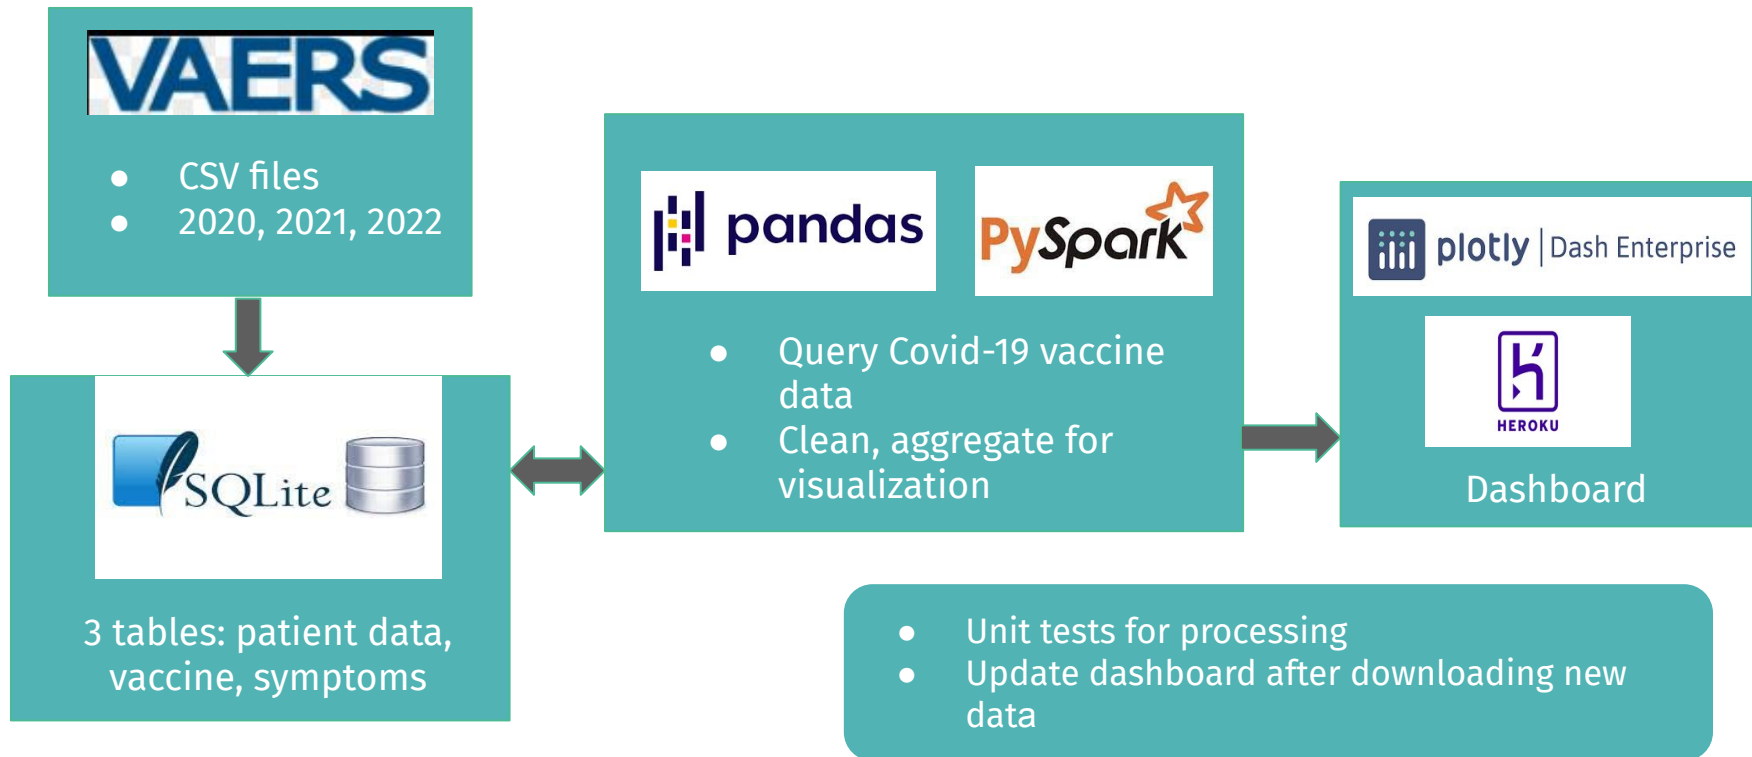 VAERS
● CSV files
● 2020, 2021, 2022
SQLite
3 tables: patient data,
vaccine, symptoms
pandas
PySpark
● Query Covid-19 vaccine
data
● Clean, aggregate for
visualization
plotly | Dash Enterprise
HEROKU
Dashboard
● Unit tests for processing
● Update dashboard after downloading new
data